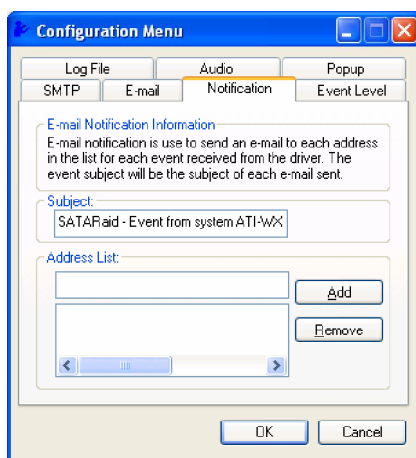 Configuration Menu
Log File Audio Popup
SMTP E-mail Notification Event Level
E-mail Notification Information
E-mail notification is use to send an e-mail to each address
in the list for each event received from the driver. The
event subject will be the subject of each e-mail sent.
Subject:
SATARaid - Event from system ATI-WX
Address List:
Add
Remove
OK Cancel